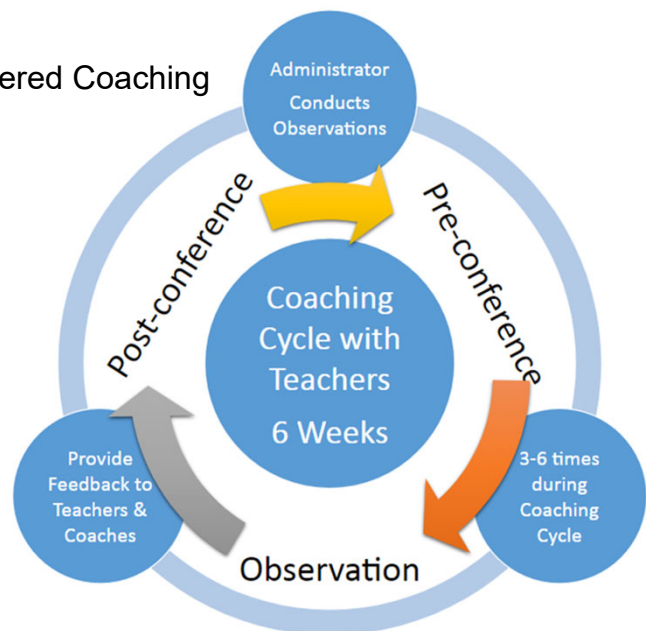 Coaching
Administrator
Conducts
Observations
Pre-conference
Post-conference
Coaching
Cycle with
Teachers
6 Weeks
Provide
Feedback to
Teachers &
Coaches
3-6 times
during
Coaching
Cycle
Observation